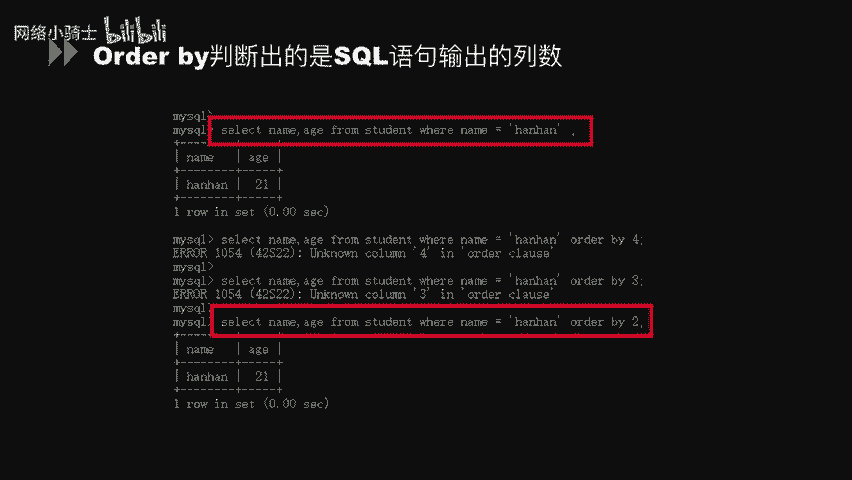 网络小骑士 bilibili
Order by判断出的是SQL语句输出的列数
mysql>
mysql> select name,age from student where name = 'hanhan' ;
+--------+-----+
| name | age |
+--------+-----+
| hanhan | 21 |
+--------+-----+
1 row in set (0.00 sec)
mysql> select name,age from student where name = 'hanhan' order by 4;
ERROR 1054 (42S22): Unknown column '4' in 'order clause'
mysql>
mysql> select name,age from student where name = 'hanhan' order by 3;
ERROR 1054 (42S22): Unknown column '3' in 'order clause'
mysql>
mysql> select name,age from student where name = 'hanhan' order by 2;
+--------+-----+
| name | age |
+--------+-----+
| hanhan | 21 |
+--------+-----+
1 row in set (0.00 sec)